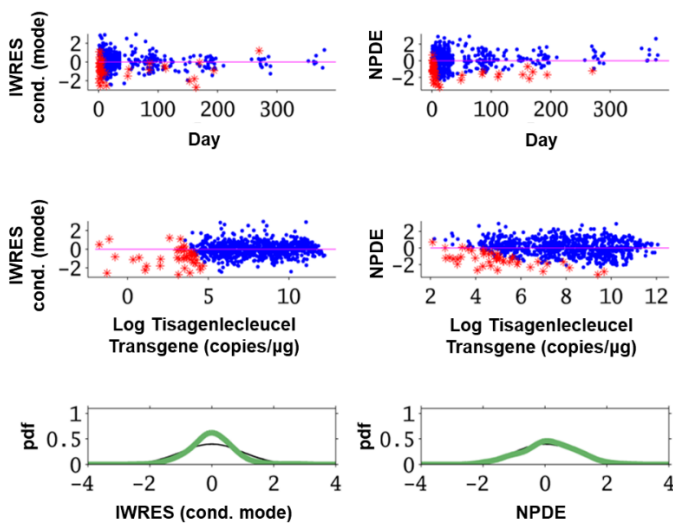 IWRES
cond. (mode)
2
0
−2
0 100 200 300
Day
NPDE
2
0
−2
0 100 200 300
Day
IWRES
cond. (mode)
2
0
−2
0 5 10
Log Tisagenlecleucel
Transgene (copies/µg)
NPDE
2
0
−2
2 4 6 8 10 12
Log Tisagenlecleucel
Transgene (copies/µg)
pdf
1
0.5
0
−4 −2 0 2 4
IWRES (cond. mode)
pdf
1
0.5
0
−4 −2 0 2 4
NPDE